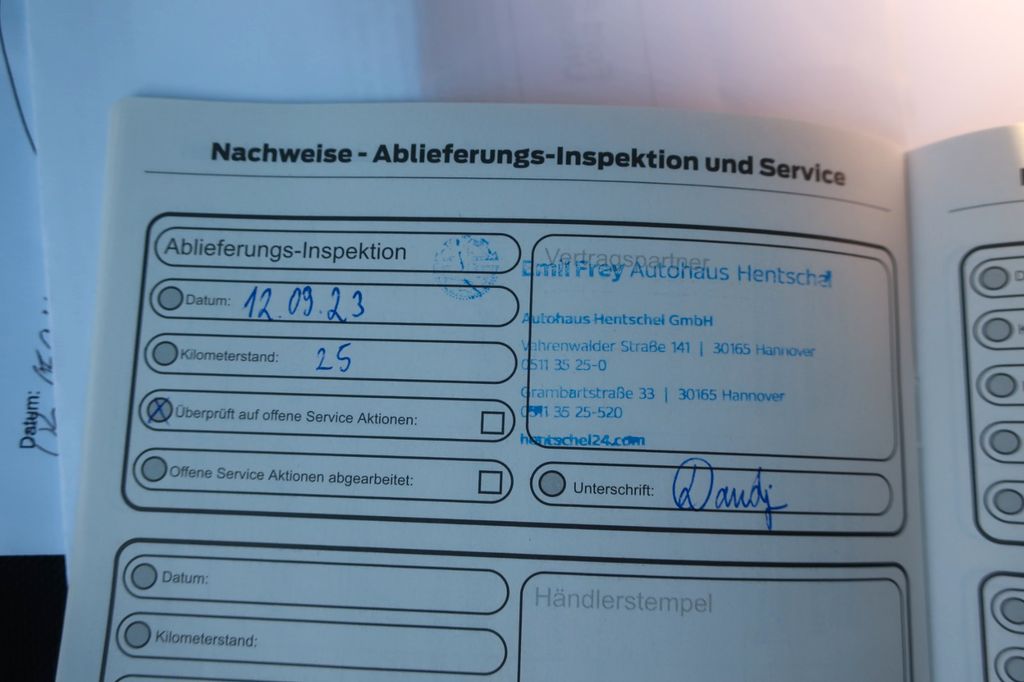 Nachweise - Ablieferungs-Inspektion und Service
Ablieferungs-Inspektion
Datum: 12.09.23
Kilometerstand: 25
Überprüft auf offene Service Aktionen:
Offene Service Aktionen abgearbeitet:
Vertragspartner
Emil Frey Autohaus Hentschel
Autohaus Hentschel GmbH
Vahrenwalder Straße 141 | 30165 Hannover
0511 35 25-0
Grambartstraße 33 | 30165 Hannover
0511 35 25-520
hentschel24.com
Unterschrift:
Datum:
Kilometerstand:
Händlerstempel
Datum: